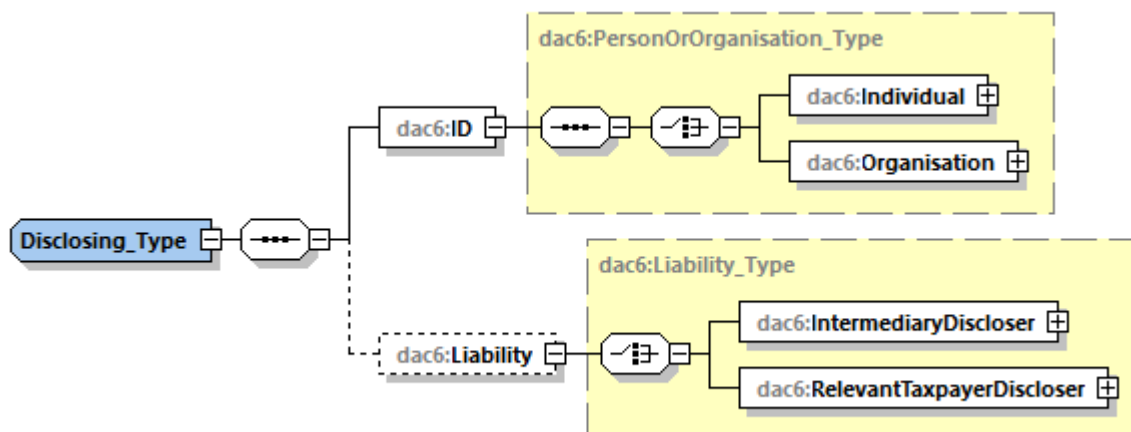 dac6:PersonOrOrganisation_Type
dac6:Individual
dac6:ID
dac6:Organisation
Disclosing_Type
dac6:Liability_Type
dac6:IntermediaryDiscloser
dac6:Liability
dac6:RelevantTaxpayerDiscloser